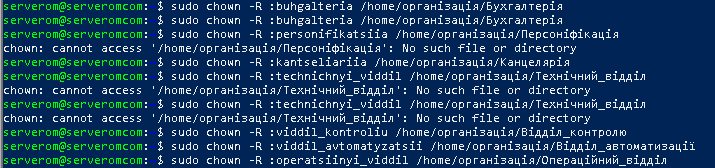 serverom@serveromcom:~$ sudo chown -R :buhgalteria /home/організація/Бухгалтерія
serverom@serveromcom:~$ sudo chown -R :buhgalteria /home/організація/Бухгалтерія
serverom@serveromcom:~$ sudo chown -R :personifikatsiia /home/організація/Персоніфікація
chown: cannot access '/home/організація/Персоніфікація': No such file or directory
serverom@serveromcom:~$ sudo chown -R :kantseliariia /home/організація/Канцелярія
serverom@serveromcom:~$ sudo chown -R :technichnyi_viddil /home/організація/Технічний_відділ
chown: cannot access '/home/організація/Технічний_відділ': No such file or directory
serverom@serveromcom:~$ sudo chown -R :technichnyi_viddil /home/організація/Технічний_відділ
chown: cannot access '/home/організація/Технічний_відділ': No such file or directory
serverom@serveromcom:~$ sudo chown -R :viddil_kontroliu /home/організація/Відділ_контролю
serverom@serveromcom:~$ sudo chown -R :viddil_avtomatyzatsii /home/організація/Відділ_автоматизації
serverom@serveromcom:~$ sudo chown -R :operatsiinyi_viddil /home/організація/Операційний_відділ